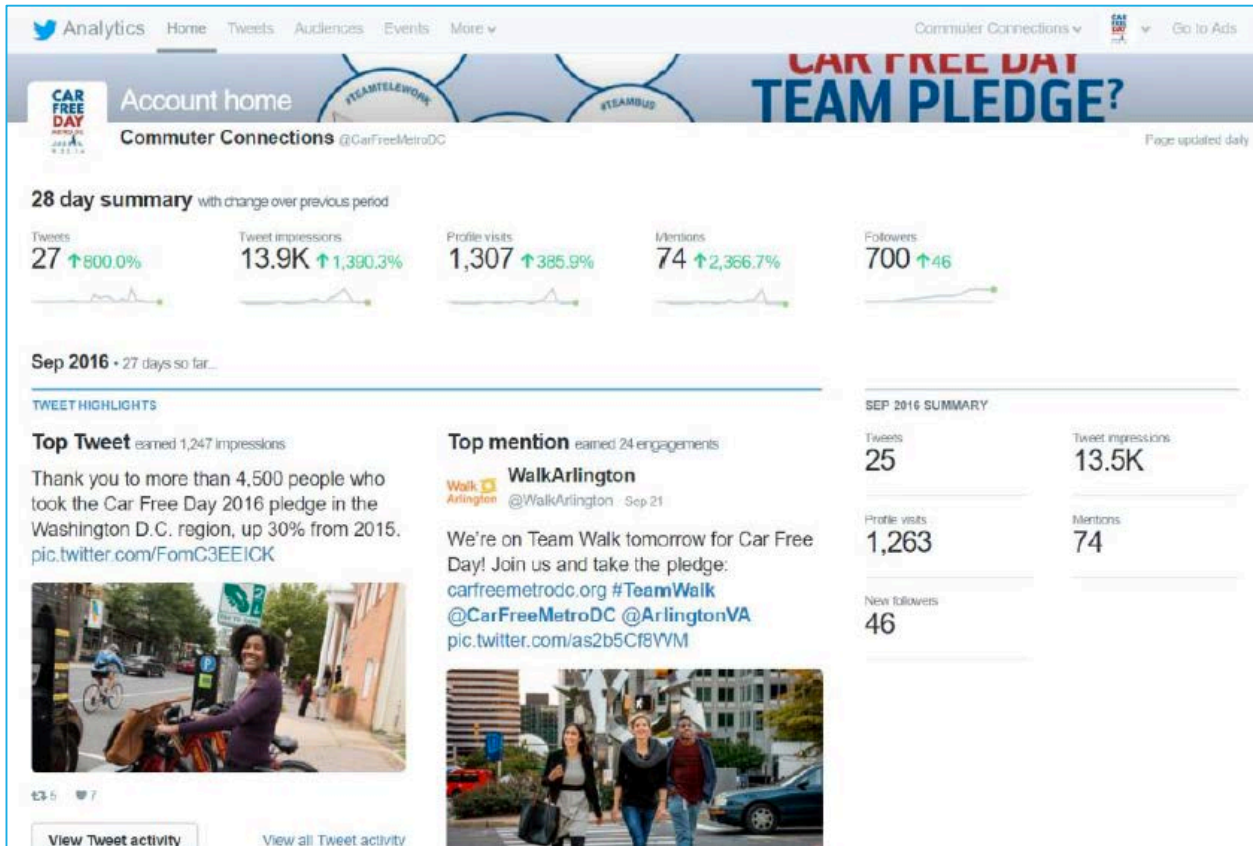 Analytics Home Tweets Audiences Events More
Commuter Connections
CAR FREE DAY
Go to Ads
CAR FREE DAY
TEAM PLEDGE?
#TEAMTELEWORK
#TEAMBUS
CAR
FREE
DAY
Account home
Commuter Connections @CarFreeMetroDC
Page updated daily
28 day summary with change over previous period
Tweets
27 ↑800.0%
Tweet impressions
13.9K ↑1,390.3%
Profile visits
1,307 ↑385.9%
Mentions
74 ↑2,366.7%
Followers
700 ↑46
Sep 2016 • 27 days so far...
TWEET HIGHLIGHTS
Top Tweet earned 1,247 impressions
Thank you to more than 4,500 people who
took the Car Free Day 2016 pledge in the
Washington D.C. region, up 30% from 2015.
pic.twitter.com/FomC3EEICK
7
View Tweet activity
View all Tweet activity
Top mention earned 24 engagements
Walk
Arlington
WalkArlington
@WalkArlington · Sep 21
We're on Team Walk tomorrow for Car Free
Day! Join us and take the pledge:
carfreemetrodc.org #TeamWalk
@CarFreeMetroDC @ArlingtonVA
pic.twitter.com/as2b5Cf8VVM
SEP 2016 SUMMARY
Tweets
25
Tweet impressions
13.5K
Profile visits
1,263
Mentions
74
New followers
46